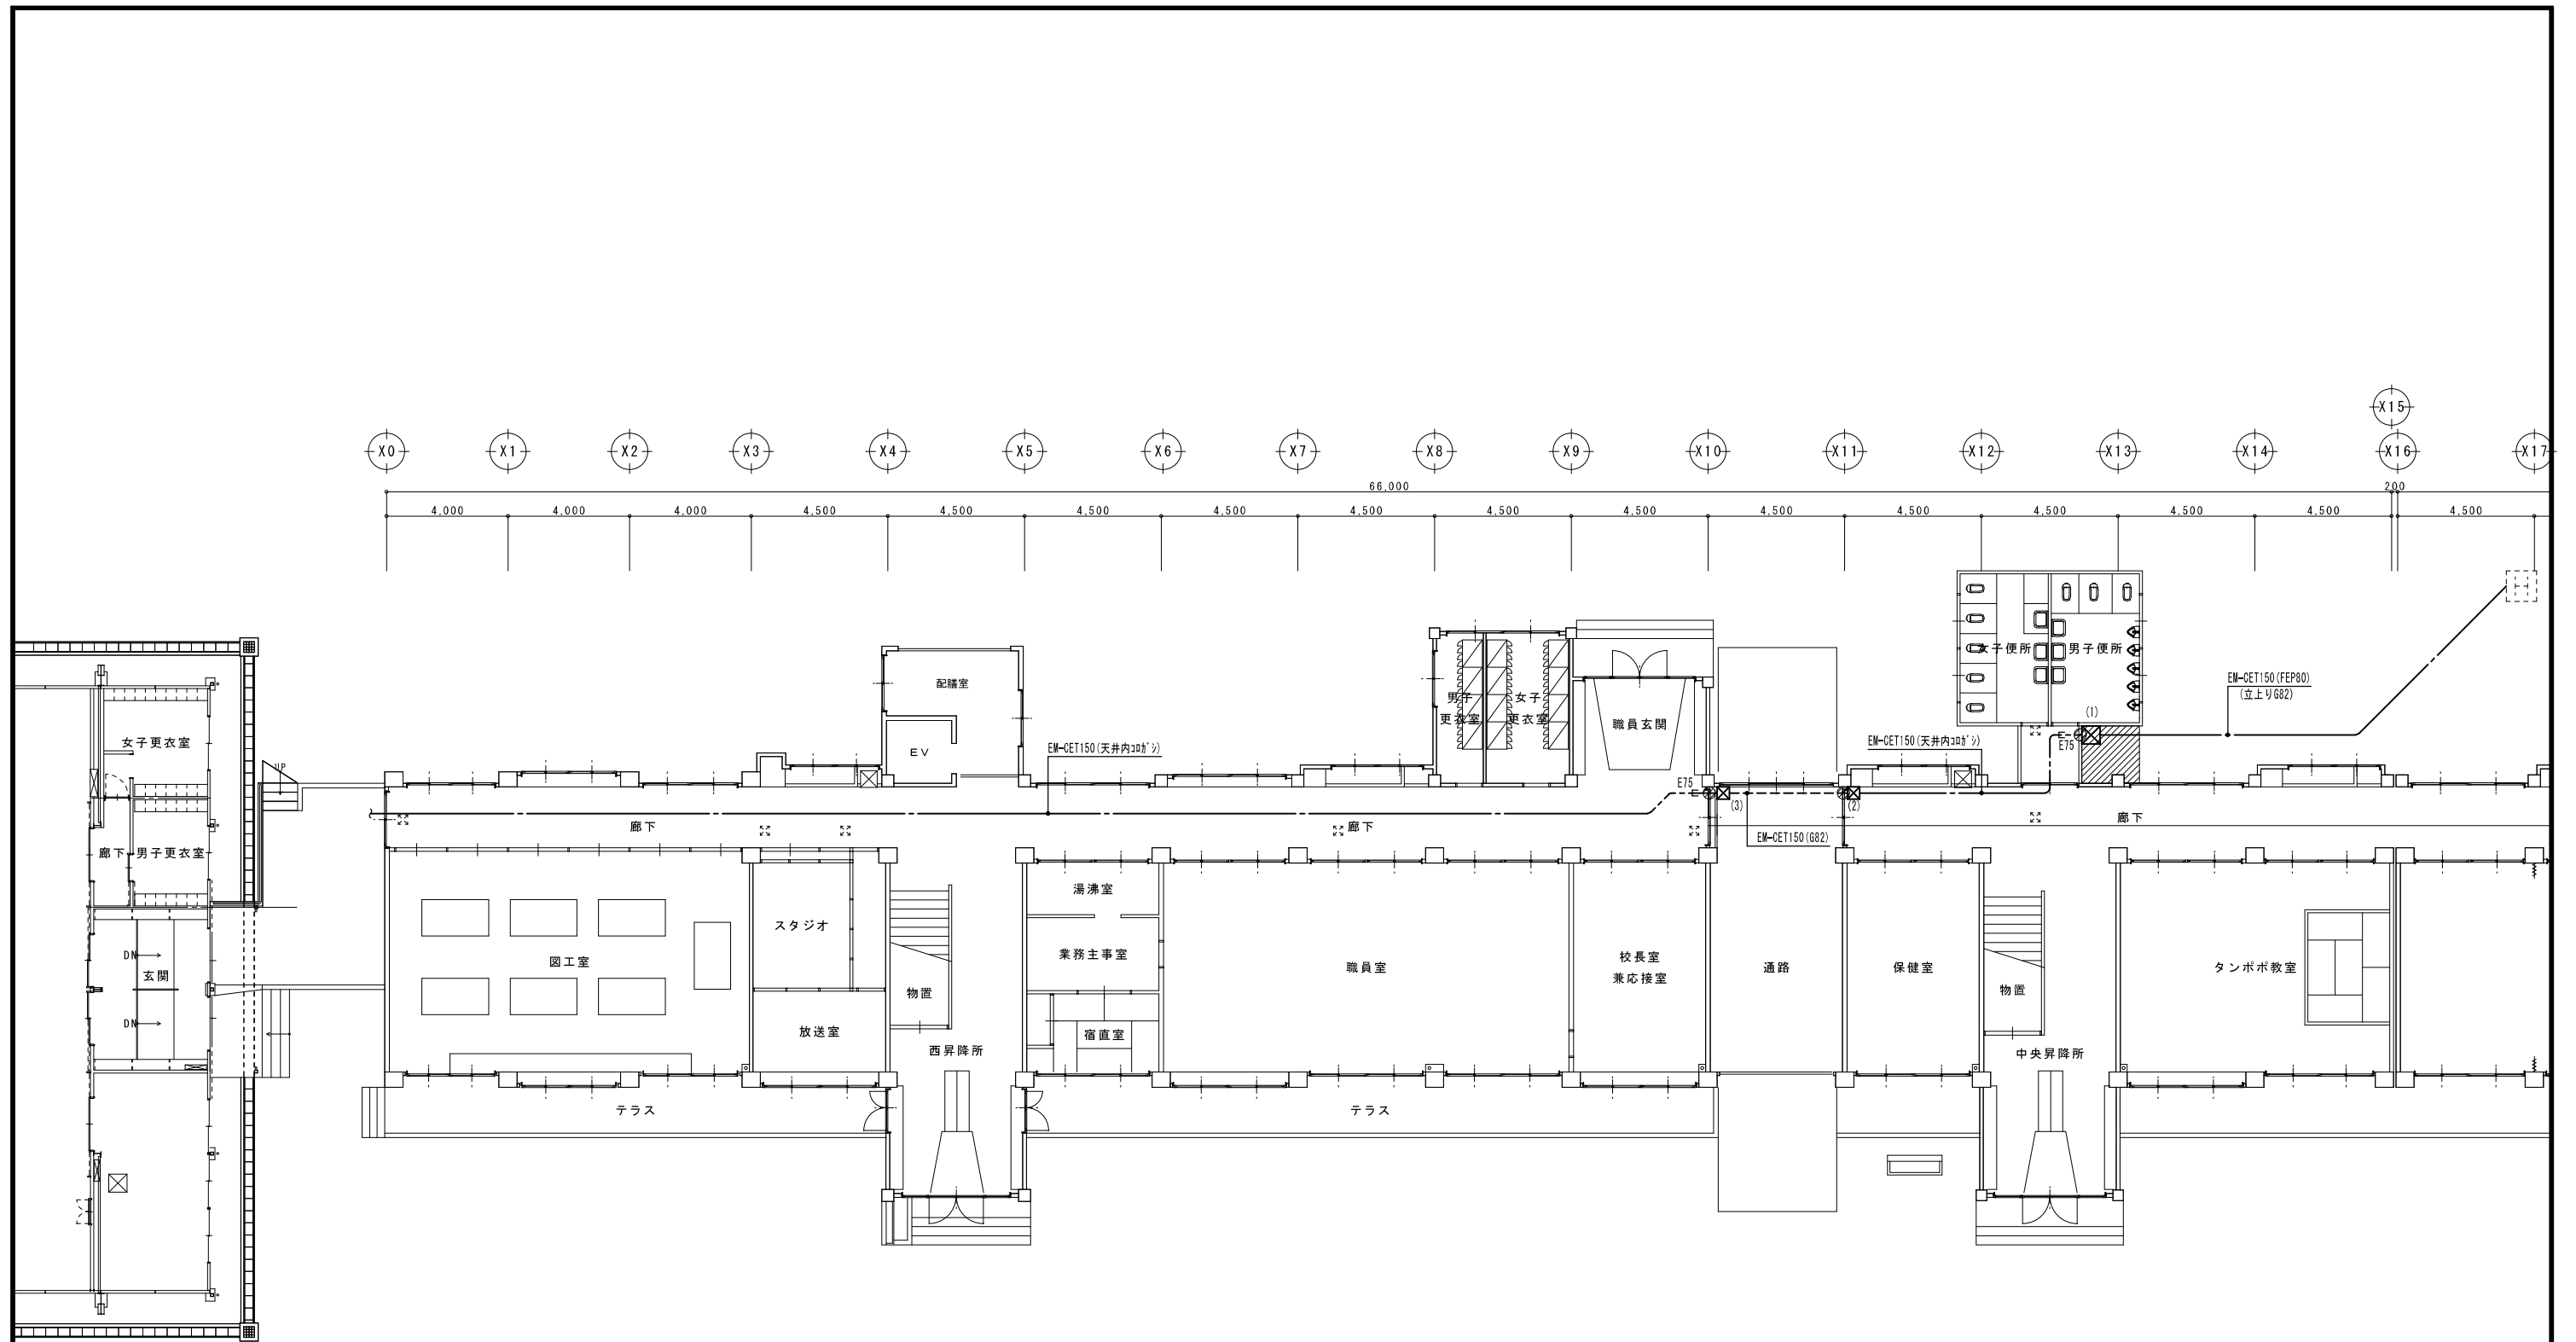 X15
X0 X1 X2 X3 X4 X5 X6 X7 X8 X9 X10 X11 X12 X13 X14 X16 X17
66,000 200
4,000 4,000 4,000 4,500 4,500 4,500 4,500 4,500 4,500 4,500 4,500 4,500 4,500 4,500 4,500 4,500
女子便所 男子便所
配膳室
EV
男子
更衣室
女子
更衣室
職員玄関
EM-CET150(FEP80)
(立上りG82)
(1)
E75
EM-CET150(天井内ｺﾛｶﾞｼ)
EM-CET150(天井内ｺﾛｶﾞｼ)
E75
(3)
(2)
EM-CET150(G82)
女子更衣室
UP
廊下
男子更衣室
廊下
廊下
廊下
DN
玄関
DN
図工室
スタジオ
放送室
物置
西昇降所
湯沸室
業務主事室
宿直室
職員室
校長室
兼応接室
通路
保健室
物置
中央昇降所
タンポポ教室
テラス
テラス